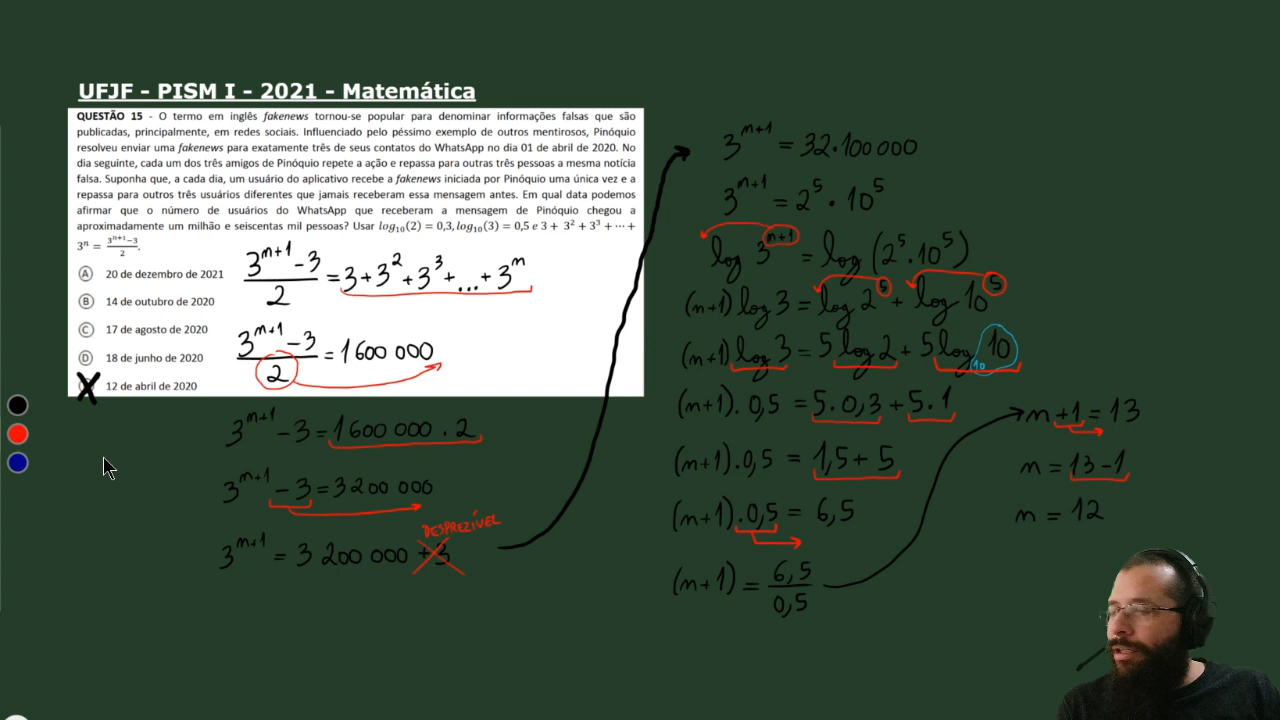 UFJF - PISM I - 2021 - Matemática
QUESTÃO 15 - O termo em inglês fakenews tornou-se popular para denominar informações falsas que são
publicadas, principalmente, em redes sociais. Influenciado pelo péssimo exemplo de outros mentirosos, Pinóquio
resolveu enviar uma fakenews para exatamente três de seus contatos do WhatsApp no dia 01 de abril de 2020. No
dia seguinte, cada um dos três amigos de Pinóquio repete a ação e repassa para outras três pessoas a mesma notícia
falsa. Suponha que, a cada dia, um usuário do aplicativo recebe a fakenews iniciada por Pinóquio uma única vez e a
repassa para outros três usuários diferentes que jamais receberam essa mensagem antes. Em qual data podemos
afirmar que o número de usuários do WhatsApp que receberam a mensagem de Pinóquio chegou a
aproximadamente um milhão e seiscentas mil pessoas? Usar log₁₀(2) = 0,3, log₁₀(3) = 0,5 e 3 + 3² + 3³ + ⋯ +
3ⁿ = (3ⁿ⁺¹−3)/2.
A 20 de dezembro de 2021
B 14 de outubro de 2020
C 17 de agosto de 2020
D 18 de junho de 2020
X 12 de abril de 2020
(3ⁿ⁺¹ - 3)/2 = 3 + 3² + 3³ + ... + 3ⁿ
(3ⁿ⁺¹ - 3)/2 = 1 600 000
3ⁿ⁺¹ - 3 = 1 600 000 . 2
3ⁿ⁺¹ - 3 = 3 200 000
DESPREZÍVEL
3ⁿ⁺¹ = 3 200 000 + 3
3ⁿ⁺¹ = 32 . 100 000
3ⁿ⁺¹ = 2⁵ . 10⁵
log 3ⁿ⁺¹ = log (2⁵ . 10⁵)
(n+1) log 3 = log 2⁵ + log 10⁵
(n+1) log 3 = 5 log 2 + 5 log₁₀ 10
(n+1) . 0,5 = 5 . 0,3 + 5 . 1
(n+1) . 0,5 = 1,5 + 5
(n+1) . 0,5 = 6,5
(n+1) = 6,5/0,5
n + 1 = 13
n = 13 - 1
n = 12